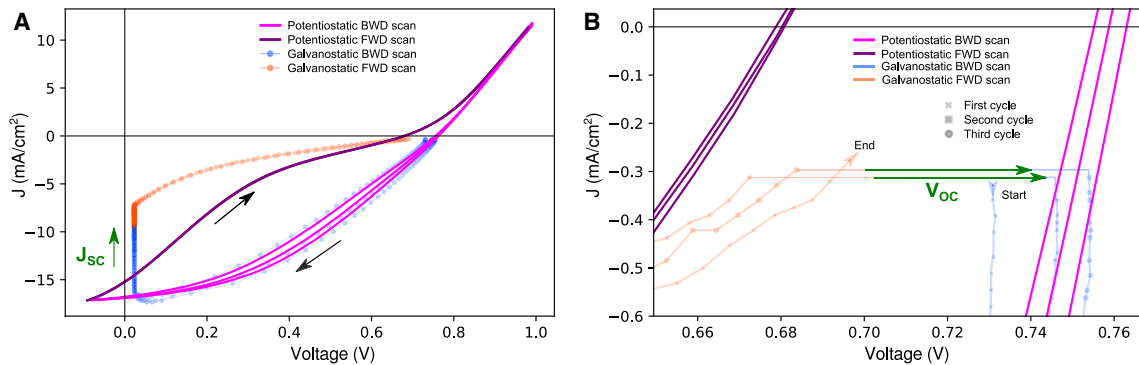 A
J (mA/cm²)
10
5
0
−5
−10
−15
Potentiostatic BWD scan
Potentiostatic FWD scan
Galvanostatic BWD scan
Galvanostatic FWD scan
J_SC
0.0
0.2
0.4
0.6
0.8
1.0
Voltage (V)
B
J (mA/cm²)
0.0
−0.1
−0.2
−0.3
−0.4
−0.5
−0.6
Potentiostatic BWD scan
Potentiostatic FWD scan
Galvanostatic BWD scan
Galvanostatic FWD scan
First cycle
Second cycle
Third cycle
End
V_OC
Start
0.66
0.68
0.70
0.72
0.74
0.76
Voltage (V)